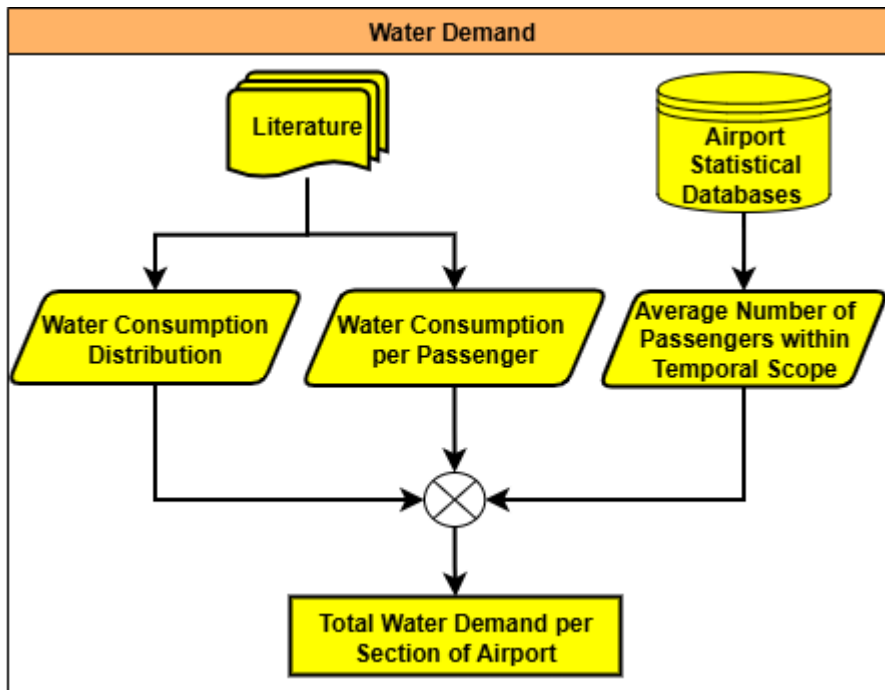 Water Demand
Literature
Airport
Statistical
Databases
Water Consumption
Distribution
Water Consumption
per Passenger
Average Number of
Passengers within
Temporal Scope
Total Water Demand per
Section of Airport